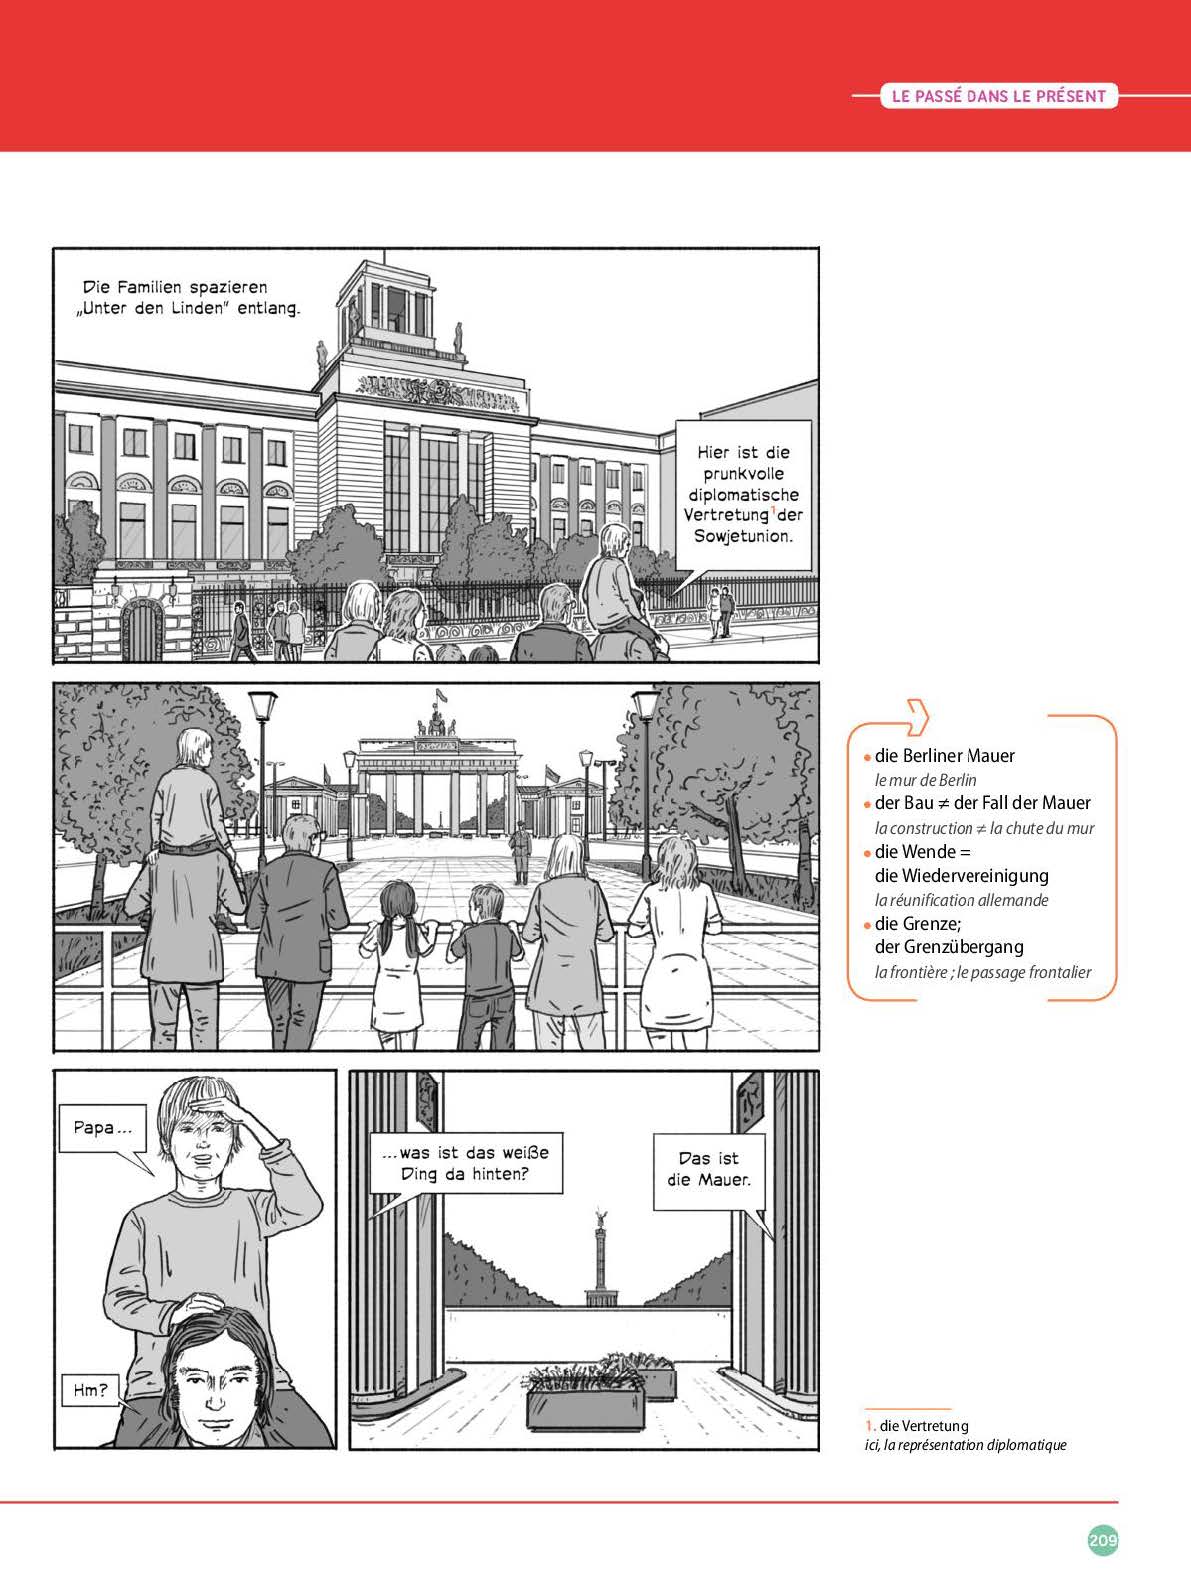 LE PASSÉ DANS LE PRÉSENT
Die Familien spazieren
„Unter den Linden" entlang.
Hier ist die
prunkvolle
diplomatische
Vertretung¹ der
Sowjetunion.
• die Berliner Mauer
le mur de Berlin
• der Bau ≠ der Fall der Mauer
la construction ≠ la chute du mur
• die Wende =
die Wiedervereinigung
la réunification allemande
• die Grenze;
der Grenzübergang
la frontière ; le passage frontalier
Papa...
Hm?
...was ist das weiße
Ding da hinten?
Das ist
die Mauer.
1. die Vertretung
ici, la représentation diplomatique
209